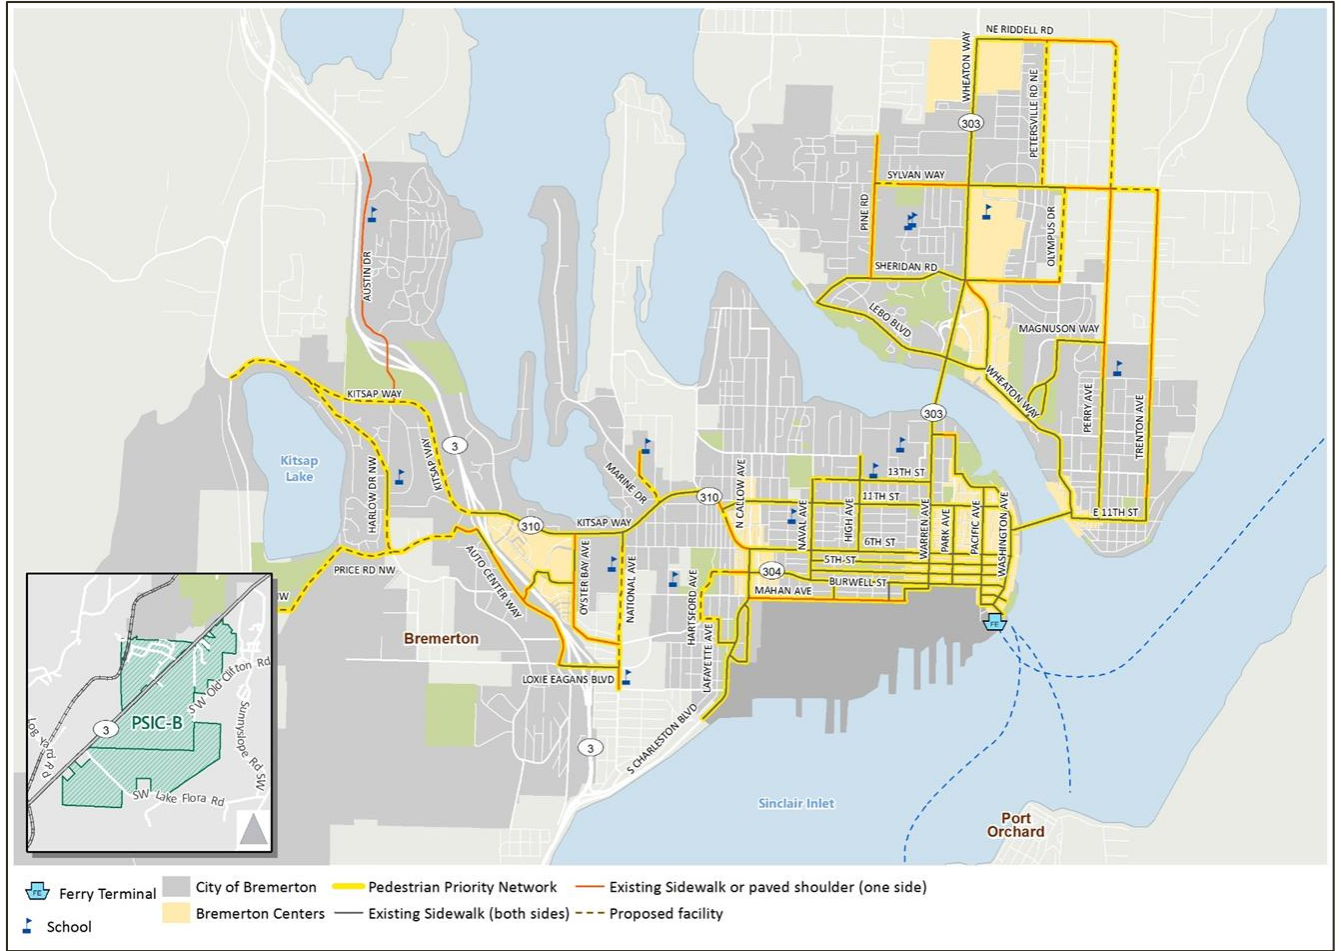 NE RIDDELL RD
WHEATON WAY
PETERSVILLE RD NE
303
SYLVAN WAY
PINE RD
OLYMPUS DR
AUSTIN DR
SHERIDAN RD
LEBO BLVD
MAGNUSON WAY
WHEATON WAY
PERRY AVE
TRENTON AVE
KITSAP WAY
303
3
KITSAP WAY
Kitsap
Lake
HARLOW DR NW
MARINE DR
N CALLOW AVE
13TH ST
310
11TH ST
NAVAL AVE
HIGH AVE
WARREN AVE
PARK AVE
PACIFIC AVE
WASHINGTON AVE
E 11TH ST
310
KITSAP WAY
6TH ST
5TH ST
304
BURWELL ST
MAHAN AVE
PRICE RD NW
AUTO CENTER WAY
OYSTER BAY AVE
NATIONAL AVE
HARTSFORD AVE
LAFAYETTE AVE
NW
FE
Bremerton
LOXIE EAGANS BLVD
S CHARLESTON BLVD
3
SW Old Clifton Rd
PSIC-B
3
Sunnyslope Rd SW
Log Yard Rd
SW Lake Flora Rd
Sinclair Inlet
Port
Orchard
FE Ferry Terminal
City of Bremerton
Pedestrian Priority Network
Existing Sidewalk or paved shoulder (one side)
School
Bremerton Centers
Existing Sidewalk (both sides)
Proposed facility